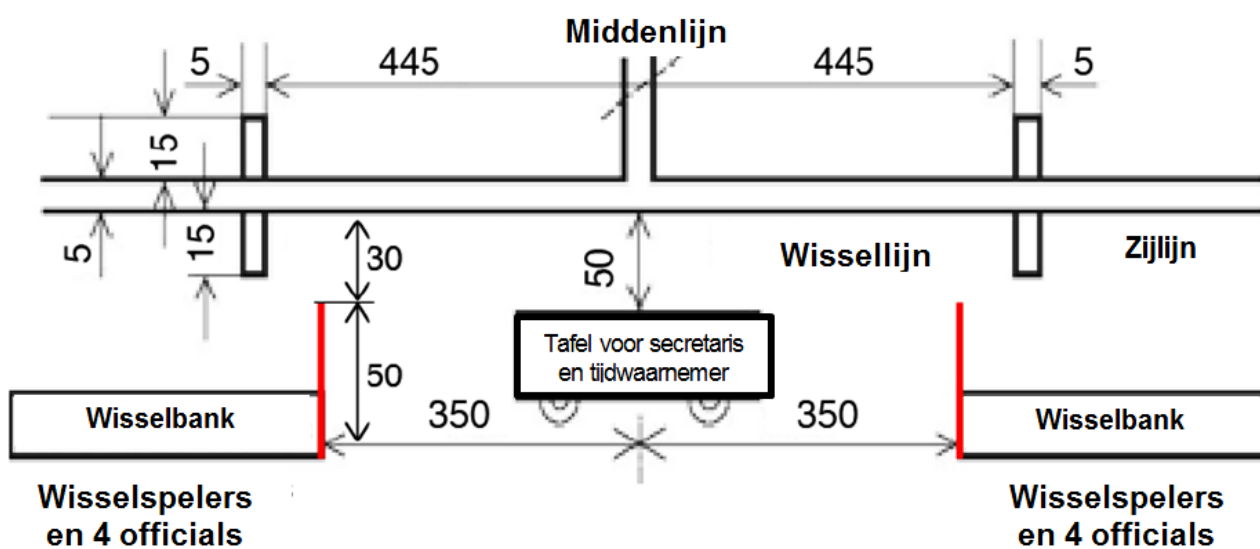 Middenlijn
5
445
445
5
15
15
5
30
50
Wissellijn
Zijlijn
Tafel voor secretaris
en tijdwaarnemer
50
350
350
Wisselbank
Wisselbank
Wisselspelers
en 4 officials
Wisselspelers
en 4 officials